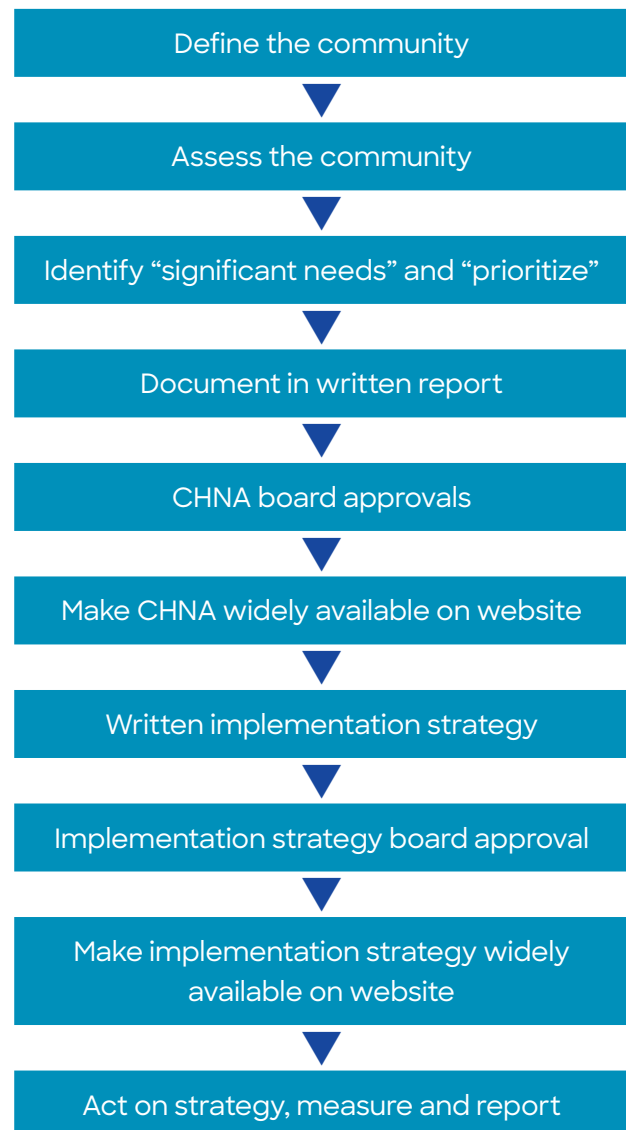 Define the community
Assess the community
Identify “significant needs” and “prioritize”
Document in written report
CHNA board approvals
Make CHNA widely available on website
Written implementation strategy
Implementation strategy board approval
Make implementation strategy widely
available on website
Act on strategy, measure and report